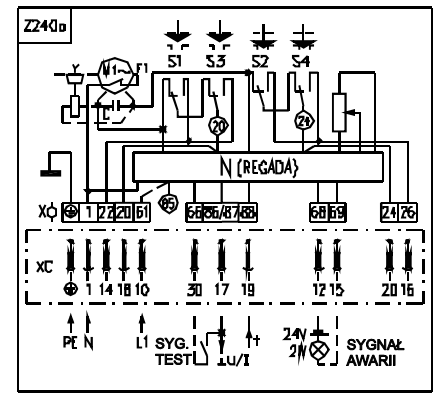 Z24Do
Y M1~ F1 S1 S3 S2 S4
C
20 24
N (REGADA)
XO 1 22 20 61 85 66 86/87 88 68 69 24 26
XC
1 14 18 10 30 17 19 12 15 20 16
PE N L1 SYG. TEST u/I t 24V 2W SYGNAŁ AWARII